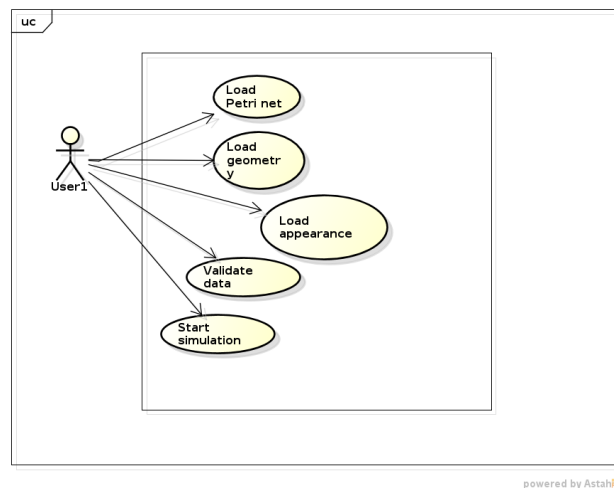 uc
Load
Petri net
Load
geometr
y
User1
Load
appearance
Validate
data
Start
simulation
powered by Astah